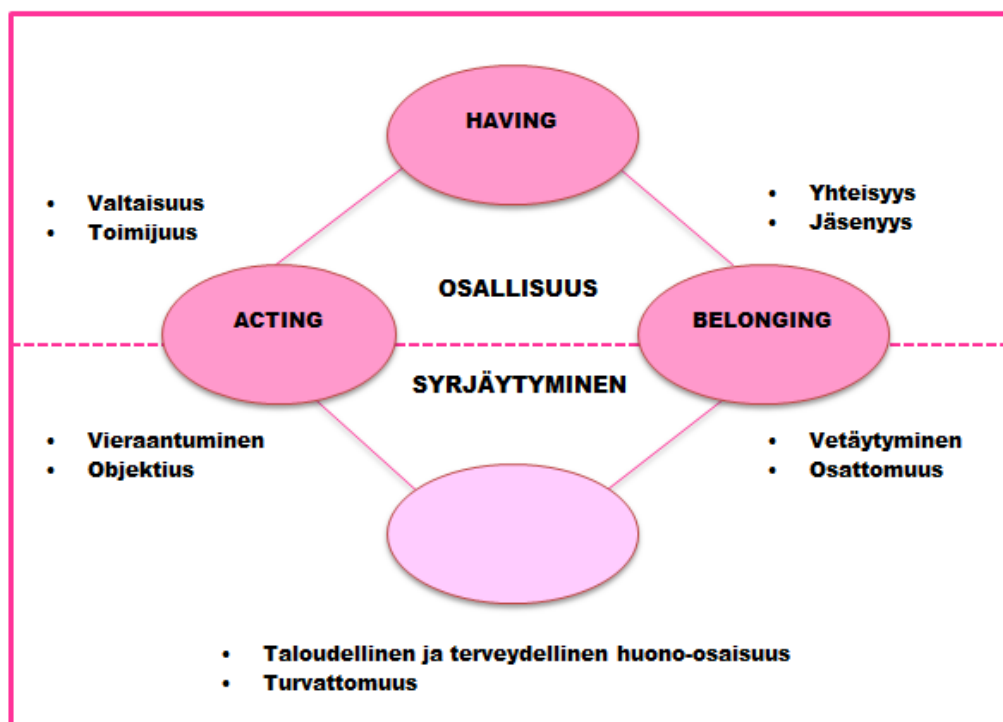 HAVING
• Valtaisuus
• Toimijuus
• Yhteisyys
• Jäsenyys
OSALLISUUS
ACTING
BELONGING
SYRJÄYTYMINEN
• Vieraantuminen
• Objektius
• Vetäytyminen
• Osattomuus
• Taloudellinen ja terveydellinen huono-osaisuus
• Turvattomuus